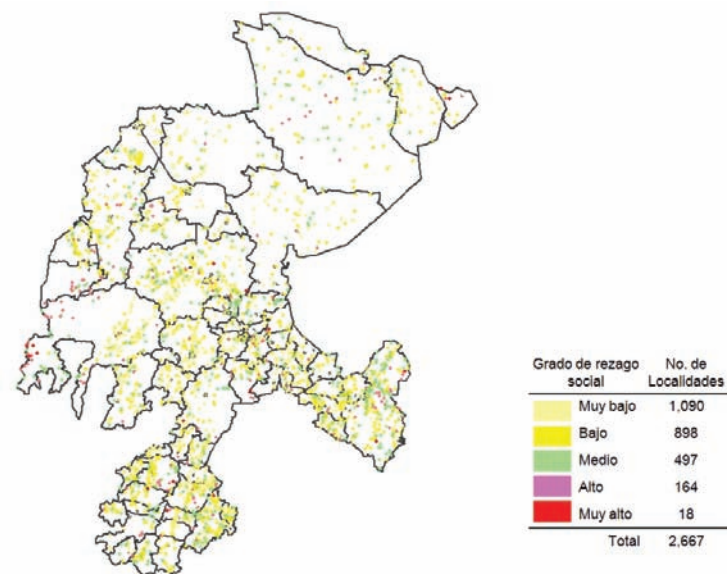 Grado de rezago No. de
social Localidades
Muy bajo 1,090
Bajo 898
Medio 497
Alto 164
Muy alto 18
Total 2,667